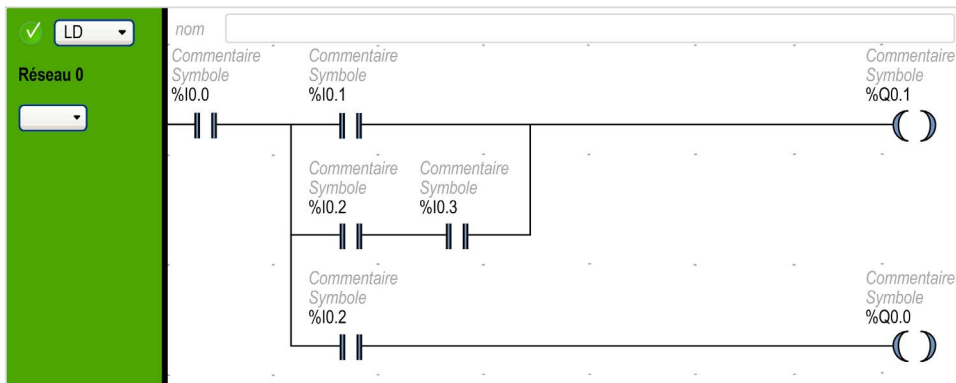 LD
nom
Réseau 0
Commentaire Commentaire Commentaire
Symbole Symbole Symbole
%I0.0 %I0.1 %Q0.1
Commentaire Commentaire
Symbole Symbole
%I0.2 %I0.3
Commentaire Commentaire
Symbole Symbole
%I0.2 %Q0.0